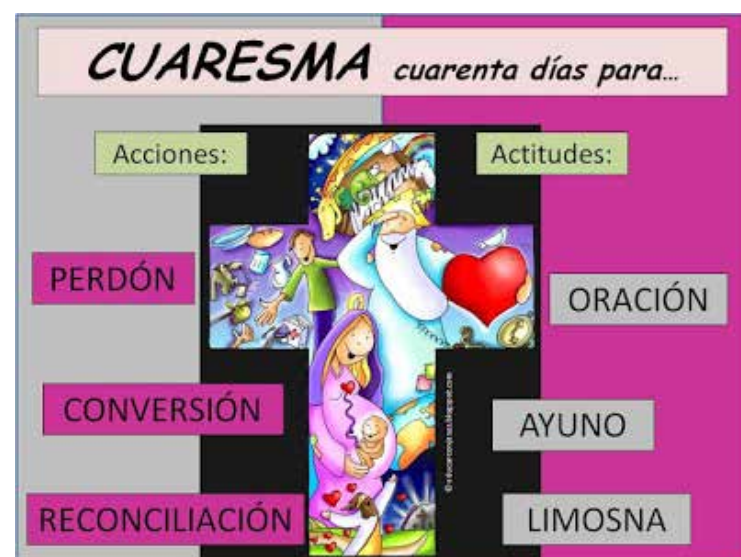 CUARESMA cuarenta días para...
Acciones:
Actitudes:
PERDÓN
ORACIÓN
CONVERSIÓN
AYUNO
RECONCILIACIÓN
LIMOSNA